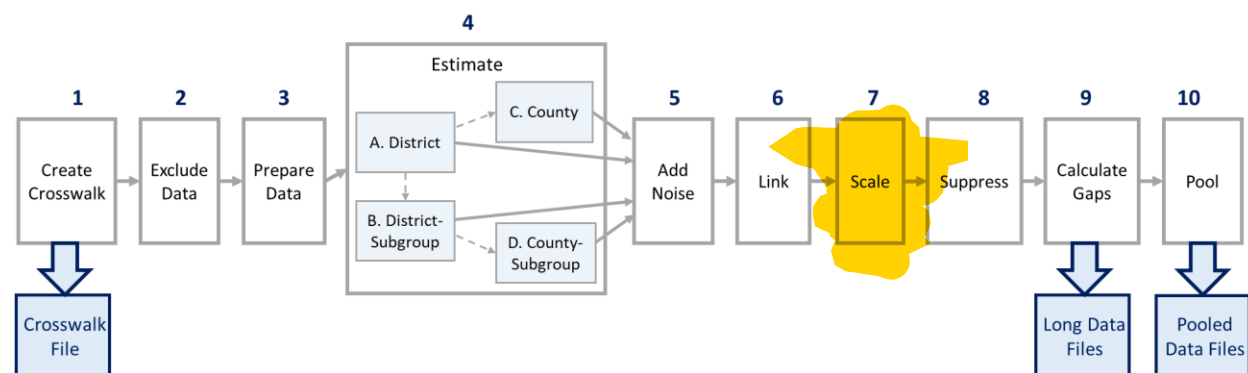 4
Estimate
1
2
3
5
6
7
8
9
10
C. County
A. District
Create
Crosswalk
Exclude
Data
Prepare
Data
Add
Noise
Link
Scale
Suppress
Calculate
Gaps
Pool
B. District-
Subgroup
D. County-
Subgroup
Crosswalk
File
Long Data
Files
Pooled
Data Files